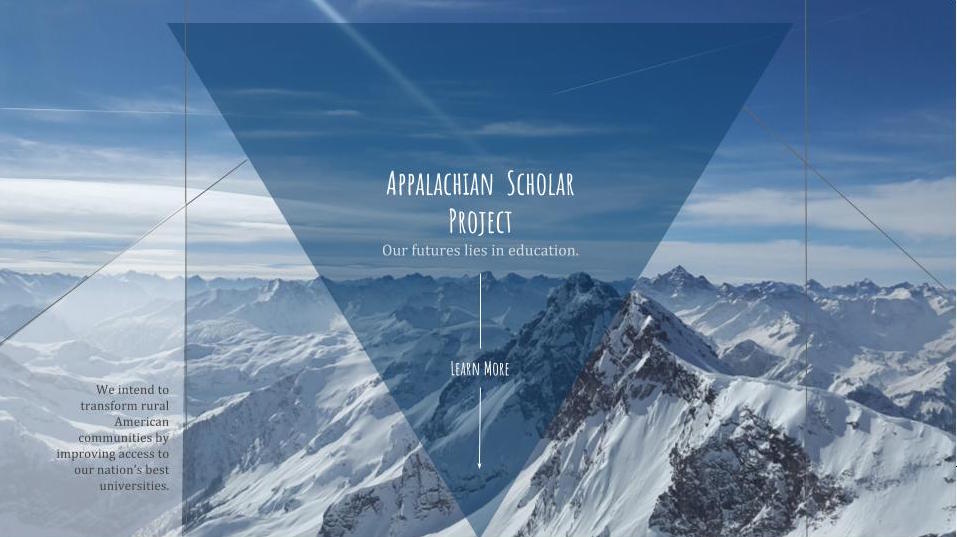 Appalachian Scholar
Project
Our futures lies in education.
Learn More
We intend to
transform rural
American
communities by
improving access to
our nation's best
universities.